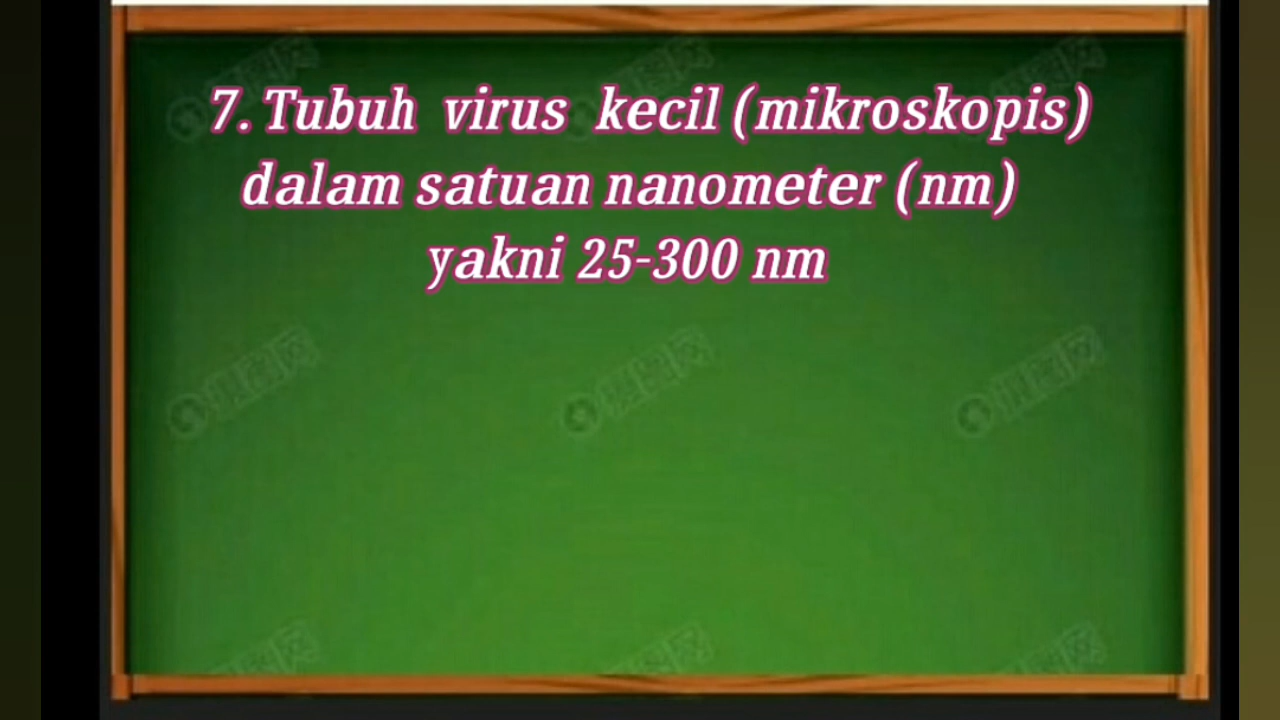 7. Tubuh virus kecil (mikroskopis)
dalam satuan nanometer (nm)
yakni 25-300 nm